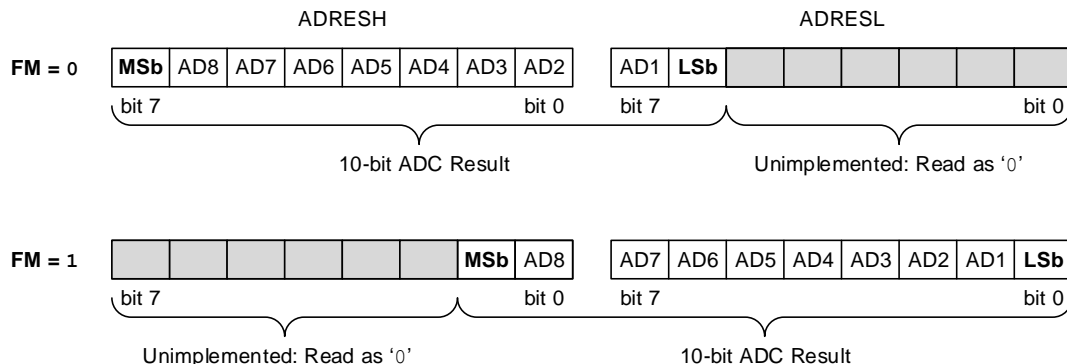 ADRESH ADRESL
FM = 0 MSb AD8 AD7 AD6 AD5 AD4 AD3 AD2 AD1 LSb
bit 7 bit 0 bit 7 bit 0
10-bit ADC Result Unimplemented: Read as ‘0’
FM = 1 MSb AD8 AD7 AD6 AD5 AD4 AD3 AD2 AD1 LSb
bit 7 bit 0 bit 7 bit 0
Unimplemented: Read as ‘0’ 10-bit ADC Result